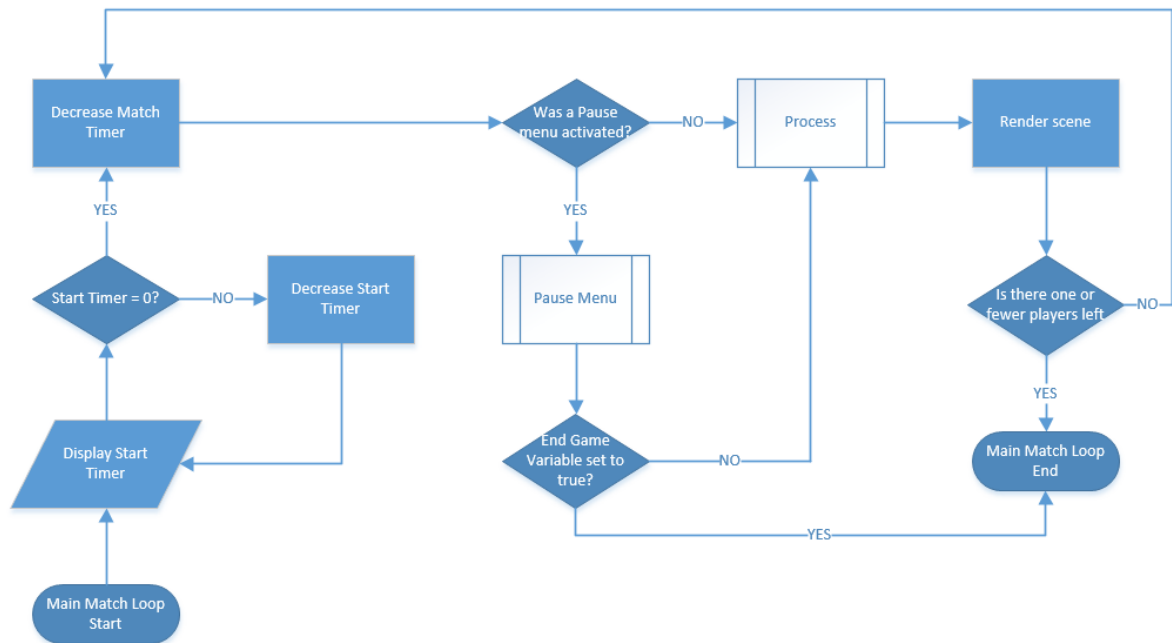 Decrease Match
Timer
Was a Pause
menu activated?
NO
Process
Render scene
YES
YES
Start Timer = 0?
NO
Decrease Start
Timer
Pause Menu
Is there one or
fewer players left
NO
YES
Display Start
Timer
End Game
Variable set to
true?
NO
Main Match Loop
End
YES
Main Match Loop
Start